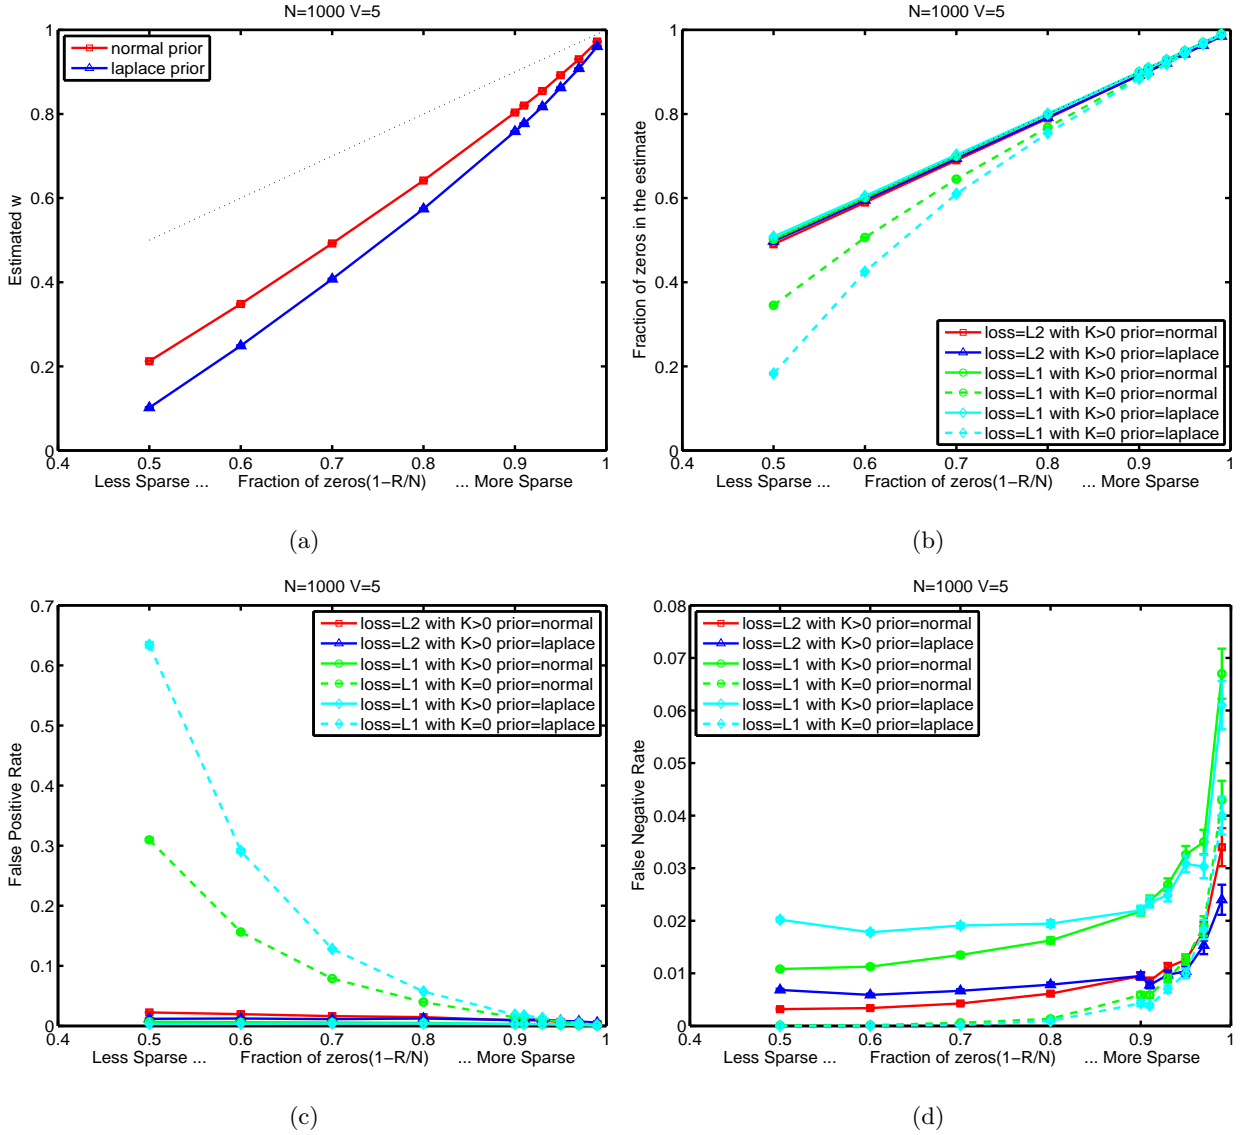 N=1000 V=5
normal prior
laplace prior
Estimated w
1
0.8
0.6
0.4
0.2
0
0.4 0.5 0.6 0.7 0.8 0.9 1
Less Sparse ... Fraction of zeros(1−R/N) ... More Sparse
(a)
N=1000 V=5
Fraction of zeros in the estimate
1
0.8
0.6
0.4
0.2
0
loss=L2 with K>0 prior=normal
loss=L2 with K>0 prior=laplace
loss=L1 with K>0 prior=normal
loss=L1 with K=0 prior=normal
loss=L1 with K>0 prior=laplace
loss=L1 with K=0 prior=laplace
0.4 0.5 0.6 0.7 0.8 0.9 1
Less Sparse ... Fraction of zeros(1−R/N) ... More Sparse
(b)
N=1000 V=5
False Positive Rate
0.7
0.6
0.5
0.4
0.3
0.2
0.1
0
loss=L2 with K>0 prior=normal
loss=L2 with K>0 prior=laplace
loss=L1 with K>0 prior=normal
loss=L1 with K=0 prior=normal
loss=L1 with K>0 prior=laplace
loss=L1 with K=0 prior=laplace
0.4 0.5 0.6 0.7 0.8 0.9 1
Less Sparse ... Fraction of zeros(1−R/N) ... More Sparse
(c)
N=1000 V=5
False Negative Rate
0.08
0.07
0.06
0.05
0.04
0.03
0.02
0.01
0
loss=L2 with K>0 prior=normal
loss=L2 with K>0 prior=laplace
loss=L1 with K>0 prior=normal
loss=L1 with K=0 prior=normal
loss=L1 with K>0 prior=laplace
loss=L1 with K=0 prior=laplace
0.4 0.5 0.6 0.7 0.8 0.9 1
Less Sparse ... Fraction of zeros(1−R/N) ... More Sparse
(d)